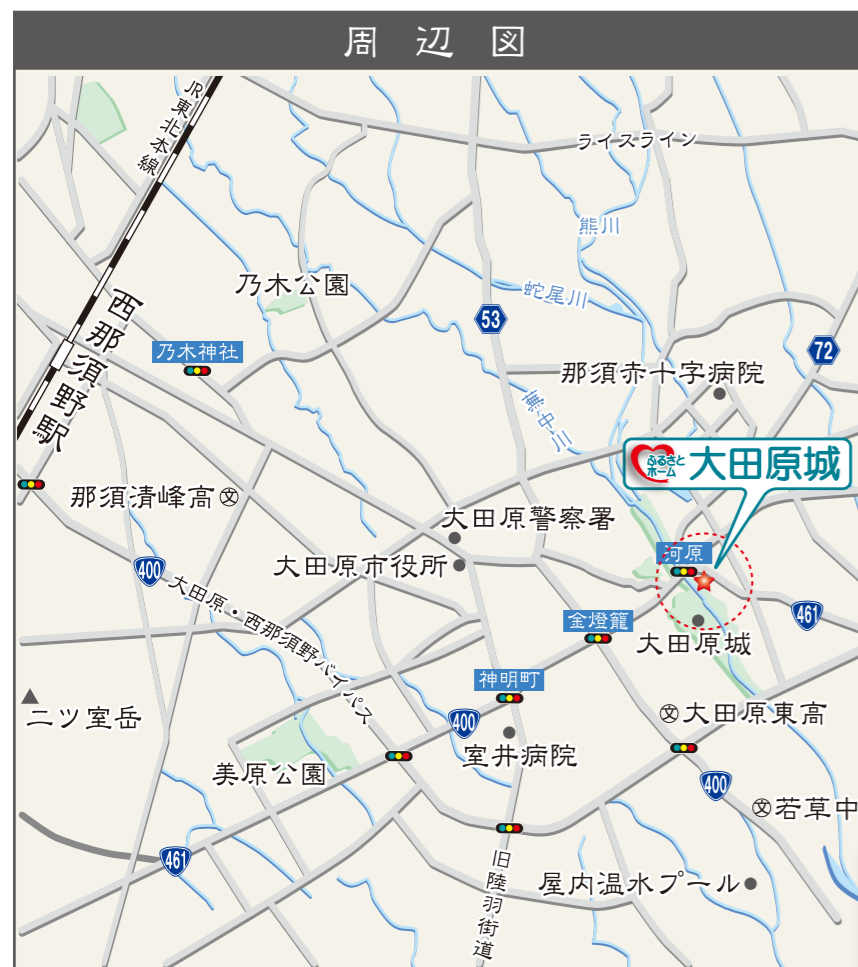 周辺図
JR東北本線
ライスライン
熊川
乃木公園
蛇尾川
53
西那須野駅
乃木神社
72
那須赤十字病院
蕪中川
ふるさと
ホーム
大田原城
那須清峰高
文
大田原警察署
河原
大田原市役所
400
大田原・西那須野バイパス
461
金燈籠
大田原城
神明町
二ツ室岳
400
文
大田原東高
室井病院
美原公園
400
文
若草中
461
旧陸羽街道
屋内温水プール